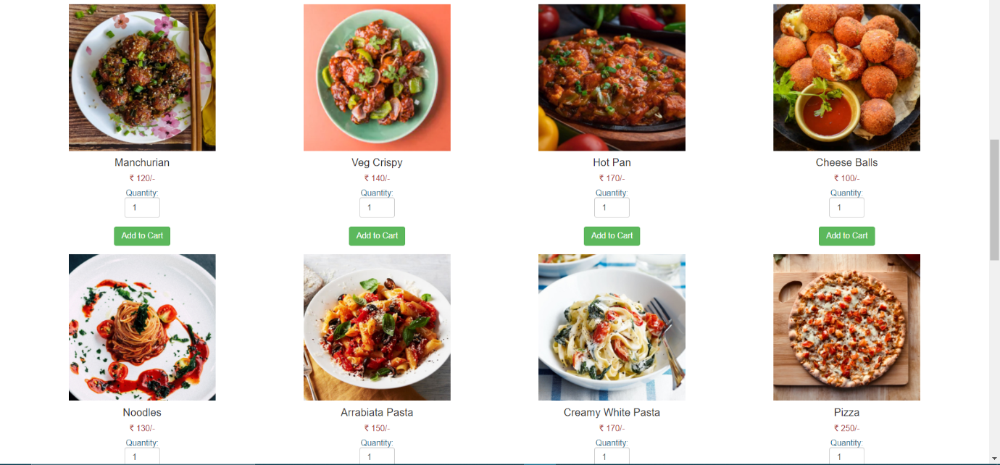 Manchurian Veg Crispy Hot Pan Cheese Balls
₹ 120/- ₹ 140/- ₹ 170/- ₹ 100/-
Quantity: Quantity: Quantity: Quantity:
1 1 1 1
Add to Cart Add to Cart Add to Cart Add to Cart
Noodles Arrabiata Pasta Creamy White Pasta Pizza
₹ 130/- ₹ 150/- ₹ 170/- ₹ 250/-
Quantity: Quantity: Quantity: Quantity:
1 1 1 1